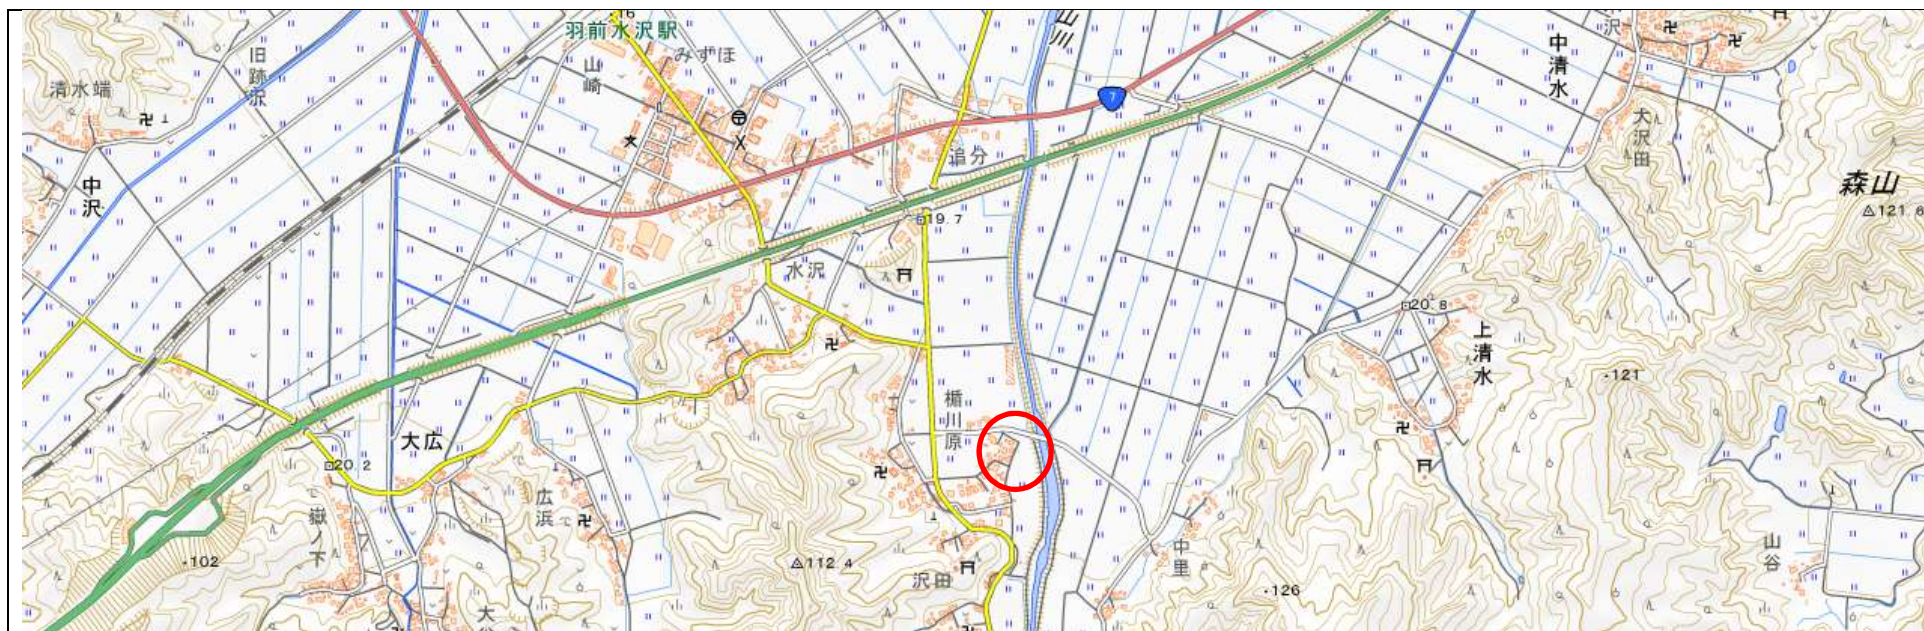 羽前水沢駅
みずほ
山崎
旧跡沢
清水端
中沢
追分
7
中清水
大沢田
森山
121.6
19.7
水沢
20.8
上清水
121
楯川原
大広
20.2
広浜
嶽ノ下
102
112.4
沢田
中里
126
山谷
50